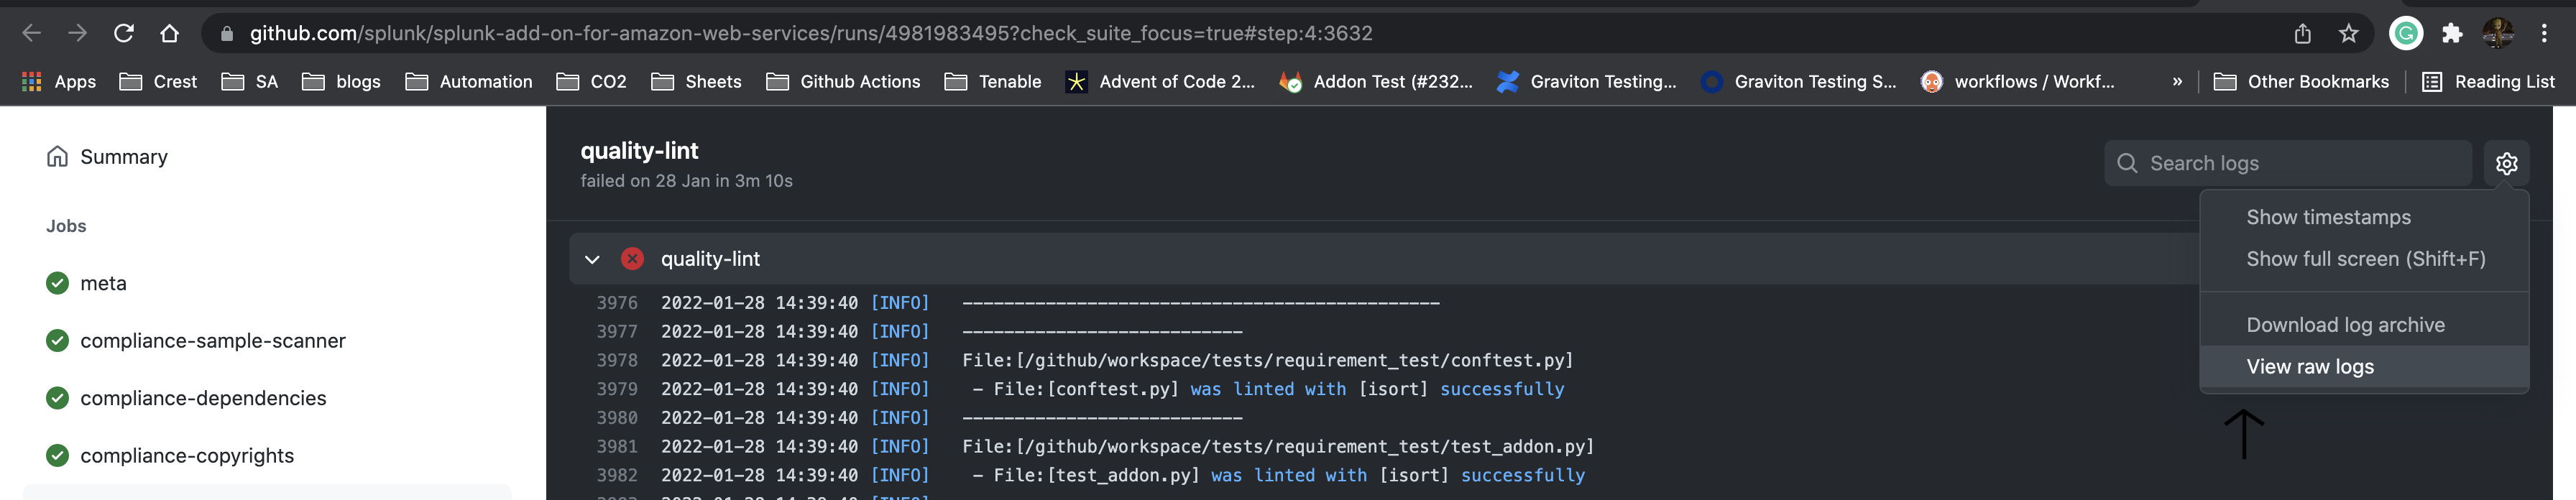 github.com/splunk/splunk-add-on-for-amazon-web-services/runs/4981983495?check_suite_focus=true#step:4:3632
Apps Crest SA blogs Automation CO2 Sheets Github Actions Tenable Advent of Code 2... Addon Test (#232... Graviton Testing... Graviton Testing S... workflows / Workf... » Other Bookmarks Reading List
Summary
Jobs
meta
compliance-sample-scanner
compliance-dependencies
compliance-copyrights
quality-lint
failed on 28 Jan in 3m 10s
Search logs
Show timestamps
Show full screen (Shift+F)
Download log archive
View raw logs
quality-lint
3976 2022-01-28 14:39:40 [INFO] ----------------------------------------------
3977 2022-01-28 14:39:40 [INFO] ---------------------------
3978 2022-01-28 14:39:40 [INFO] File:[/github/workspace/tests/requirement_test/conftest.py]
3979 2022-01-28 14:39:40 [INFO] - File:[conftest.py] was linted with [isort] successfully
3980 2022-01-28 14:39:40 [INFO] ---------------------------
3981 2022-01-28 14:39:40 [INFO] File:[/github/workspace/tests/requirement_test/test_addon.py]
3982 2022-01-28 14:39:40 [INFO] - File:[test_addon.py] was linted with [isort] successfully